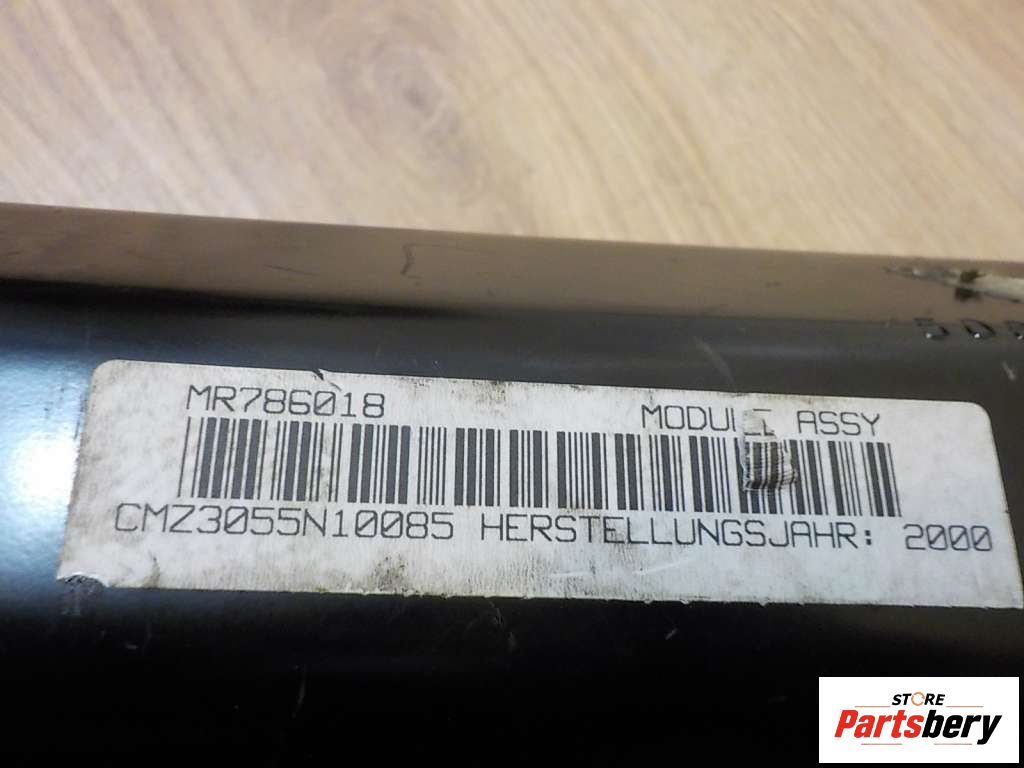 MR786018 MODULE ASSY
CMZ3055N10085 HERSTELLUNGSJAHR: 2000
STORE
Partsbery